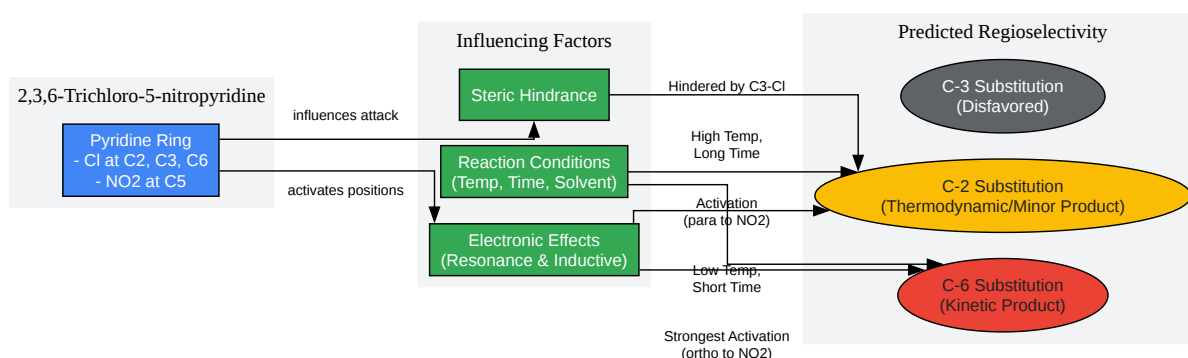 2,3,6-Trichloro-5-nitropyridine
Pyridine Ring
- Cl at C2, C3, C6
- NO2 at C5
influences attack
activates positions
Influencing Factors
Steric Hindrance
Reaction Conditions
(Temp, Time, Solvent)
Electronic Effects
(Resonance & Inductive)
Hindered by C3-Cl
High Temp,
Long Time
Activation
(para to NO2)
Low Temp,
Short Time
Strongest Activation
(ortho to NO2)
Predicted Regioselectivity
C-3 Substitution
(Disfavored)
C-2 Substitution
(Thermodynamic/Minor Product)
C-6 Substitution
(Kinetic Product)